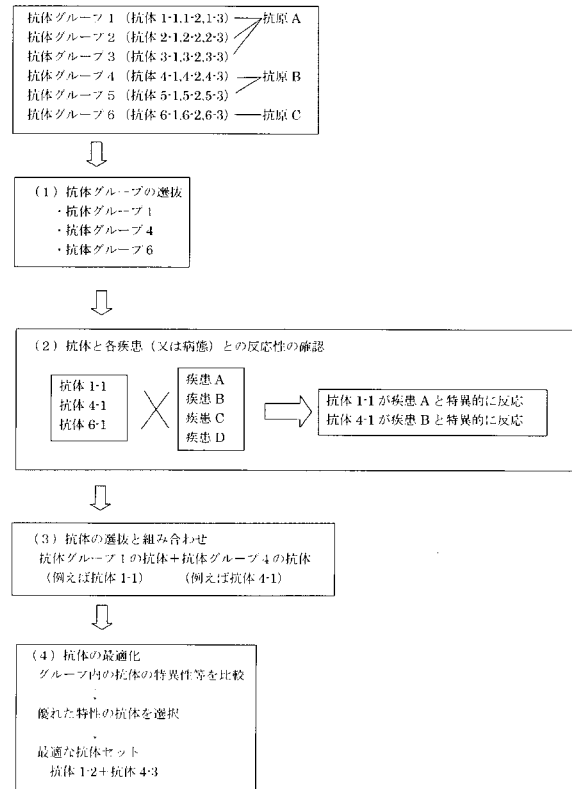 抗体グループ1(抗体 1-1,1-2,1-3) 抗原 A
抗体グループ2(抗体 2-1,2-2,2-3)
抗体グループ3(抗体 3-1,3-2,3-3)
抗体グループ4(抗体 4-1,4-2,4-3) 抗原 B
抗体グループ5(抗体 5-1,5-2,5-3)
抗体グループ6(抗体 6-1,6-2,6-3) 抗原 C
(1)抗体グループの選抜
・抗体グループ1
・抗体グループ4
・抗体グループ6
(2)抗体と各疾患(又は病態)との反応性の確認
抗体 1-1
抗体 4-1
抗体 6-1
疾患 A
疾患 B
疾患 C
疾患 D
抗体 1-1 が疾患 A と特異的に反応
抗体 4-1 が疾患 B と特異的に反応
(3)抗体の選抜と組み合わせ
抗体グループ1の抗体+抗体グループ4の抗体
(例えば抗体 1-1) (例えば抗体 4-1)
(4)抗体の最適化
グループ内の抗体の特異性等を比較
優れた特性の抗体を選択
最適な抗体セット
抗体 1-2+抗体 4-3